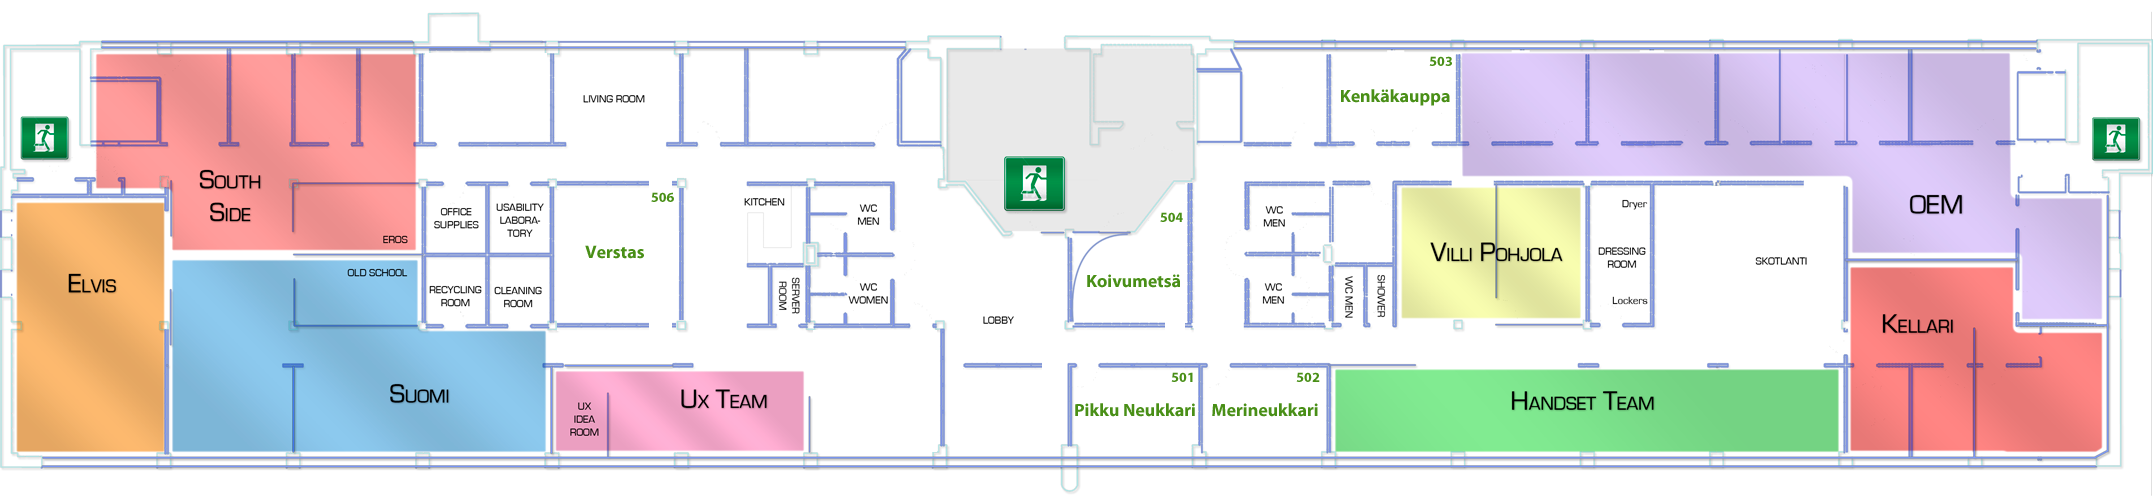 503
LIVING ROOM
Kenkäkauppa
SOUTH
SIDE
EROS
OFFICE
SUPPLIES
USABILITY
LABORA-
TORY
506
Verstas
KITCHEN
WC
MEN
504
Koivumetsä
WC
MEN
VILLI POHJOLA
Dryer
DRESSING
ROOM
Lockers
SKOTLANTI
OEM
ELVIS
OLD SCHOOL
RECYCLING
ROOM
CLEANING
ROOM
SERVER
ROOM
WC
WOMEN
LOBBY
WC
MEN
WC MEN
SHOWER
KELLARI
SUOMI
UX
IDEA
ROOM
UX TEAM
501
Pikku Neukkari
502
Merineukkari
HANDSET TEAM